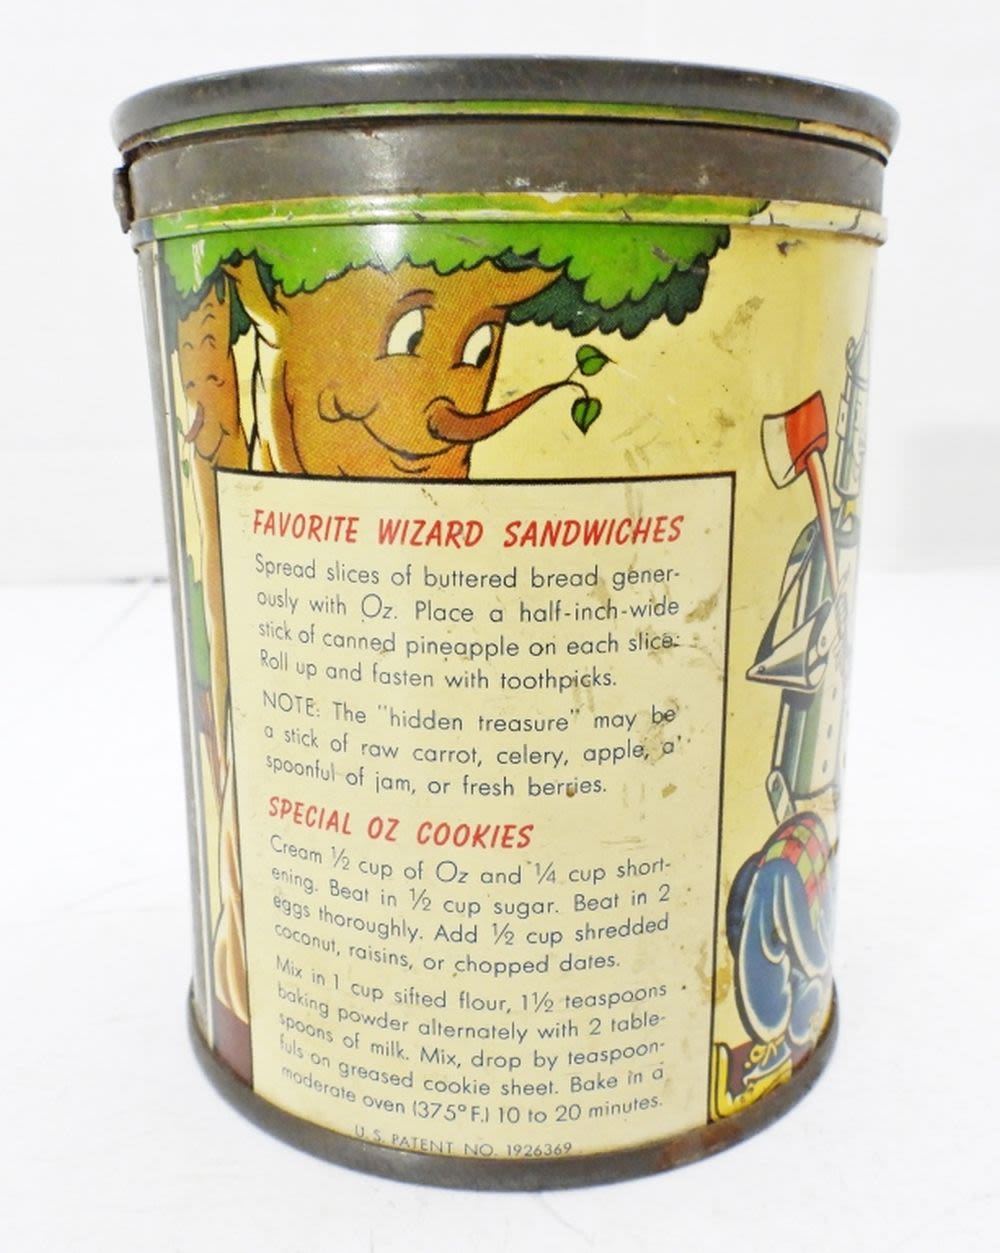 FAVORITE WIZARD SANDWICHES
Spread slices of buttered bread gener-
ously with Oz. Place a half-inch-wide
stick of canned pineapple on each slice.
Roll up and fasten with toothpicks.
NOTE: The "hidden treasure" may be
a stick of raw carrot, celery, apple, a
spoonful of jam, or fresh berries.
SPECIAL OZ COOKIES
Cream ½ cup of Oz and ¼ cup short-
ening. Beat in ½ cup sugar. Beat in 2
eggs thoroughly. Add ½ cup shredded
coconut, raisins, or chopped dates.
Mix in 1 cup sifted flour, 1½ teaspoons
baking powder alternately with 2 table-
spoons of milk. Mix, drop by teaspoon-
fuls on greased cookie sheet. Bake in a
moderate oven (375°F.) 10 to 20 minutes.
U. S. PATENT NO. 1926369